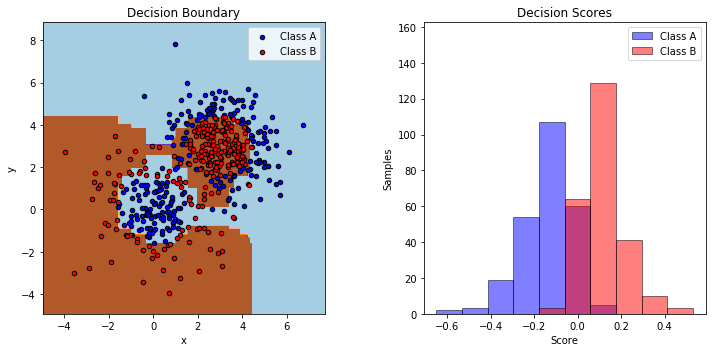 Decision Boundary
Class A
Class B
8
6
4
2
0
−2
−4
y
−4 −2 0 2 4 6
x
Decision Scores
Class A
Class B
160
140
120
100
80
60
40
20
0
Samples
−0.6 −0.4 −0.2 0.0 0.2 0.4
Score